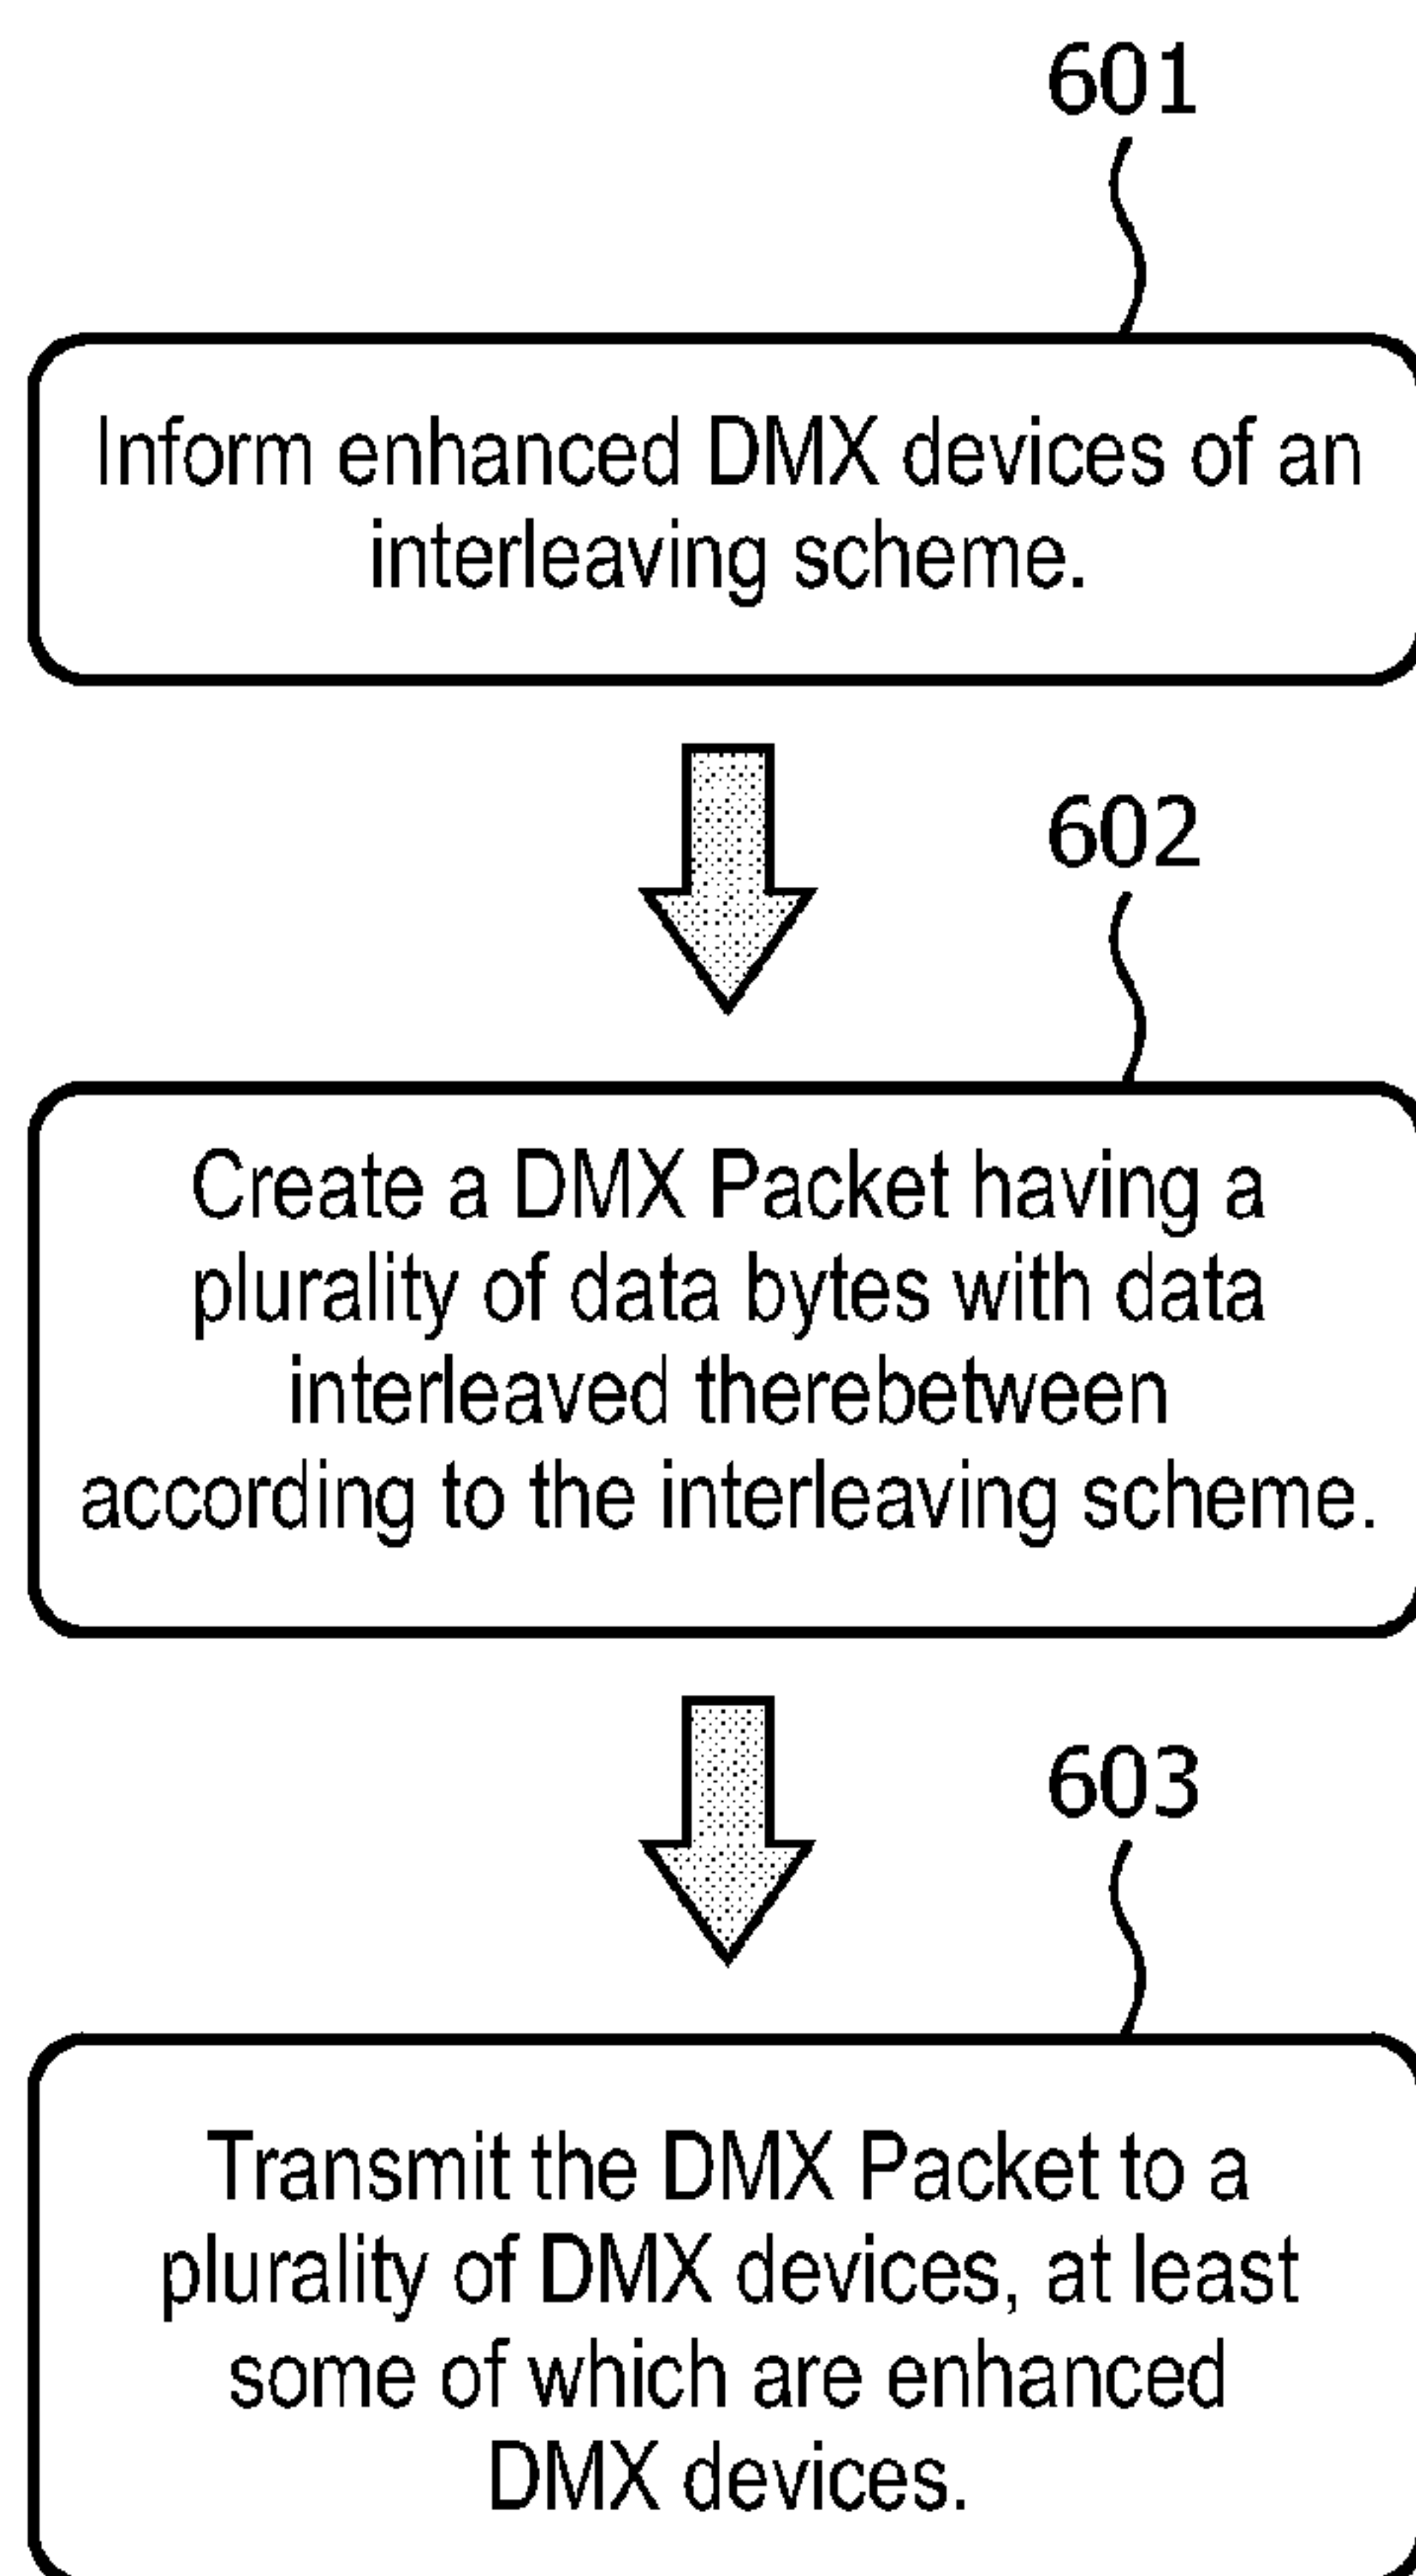 601
Inform enhanced DMX devices of an
interleaving scheme.
602
Create a DMX Packet having a
plurality of data bytes with data
interleaved therebetween
according to the interleaving scheme.
603
Transmit the DMX Packet to a
plurality of DMX devices, at least
some of which are enhanced
DMX devices.